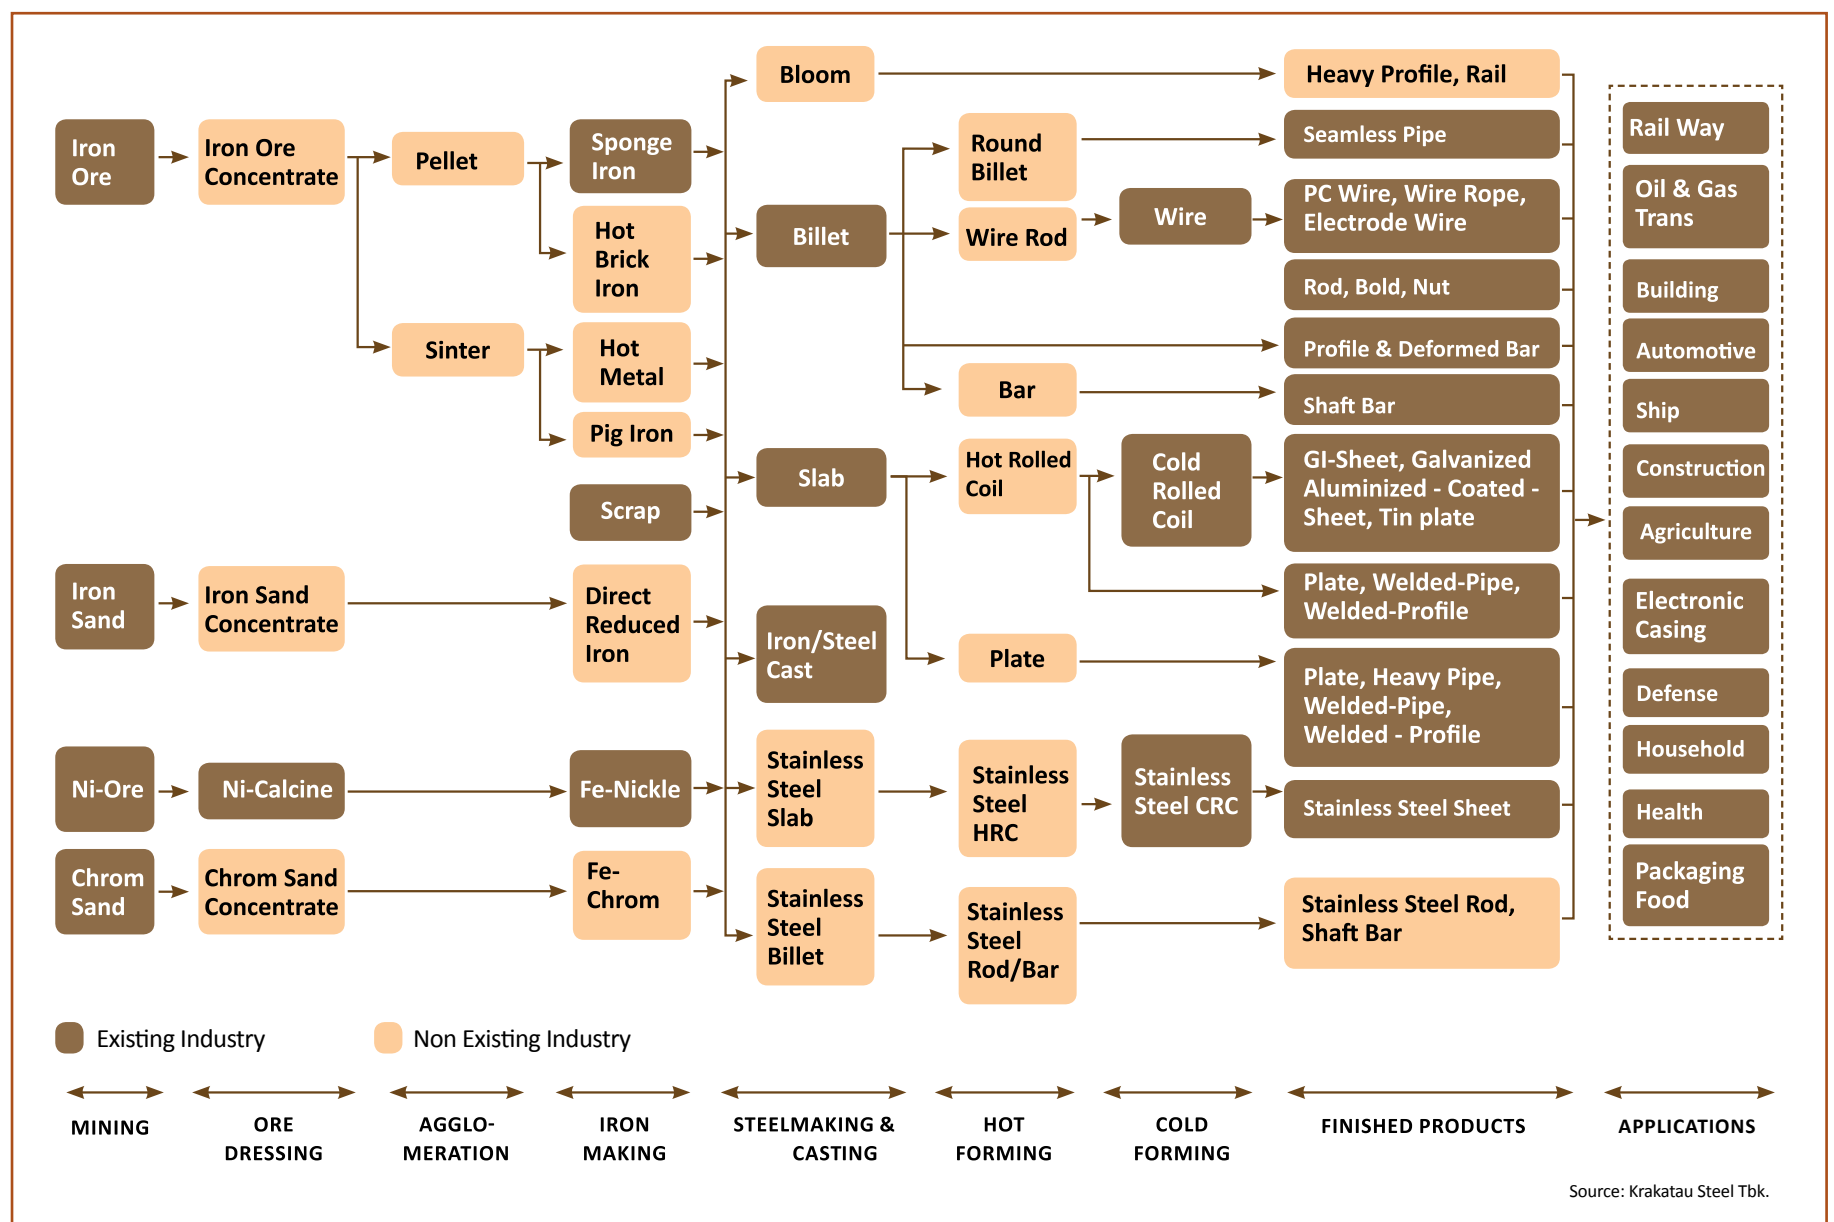 Iron
Ore
Iron Ore
Concentrate
Pellet
Sinter
Sponge
Iron
Hot
Brick
Iron
Hot
Metal
Pig Iron
Scrap
Iron
Sand
Iron Sand
Concentrate
Direct
Reduced
Iron
Ni-Ore
Ni-Calcine
Fe-Nickle
Chrom
Sand
Chrom Sand
Concentrate
Fe-
Chrom
Bloom
Billet
Slab
Iron/Steel
Cast
Stainless
Steel
Slab
Stainless
Steel
Billet
Round
Billet
Wire Rod
Bar
Hot Rolled
Coil
Plate
Stainless
Steel
HRC
Stainless
Steel
Rod/Bar
Wire
Cold
Rolled
Coil
Stainless
Steel CRC
Heavy Profile, Rail
Seamless Pipe
PC Wire, Wire Rope,
Electrode Wire
Rod, Bold, Nut
Profile & Deformed Bar
Shaft Bar
GI-Sheet, Galvanized
Aluminized - Coated -
Sheet, Tin plate
Plate, Welded-Pipe,
Welded-Profile
Plate, Heavy Pipe,
Welded-Pipe,
Welded - Profile
Stainless Steel Sheet
Stainless Steel Rod,
Shaft Bar
Rail Way
Oil & Gas
Trans
Building
Automotive
Ship
Construction
Agriculture
Electronic
Casing
Defense
Household
Health
Packaging
Food
Existing Industry
Non Existing Industry
MINING
ORE
DRESSING
AGGLO-
MERATION
IRON
MAKING
STEELMAKING &
CASTING
HOT
FORMING
COLD
FORMING
FINISHED PRODUCTS
APPLICATIONS
Source: Krakatau Steel Tbk.